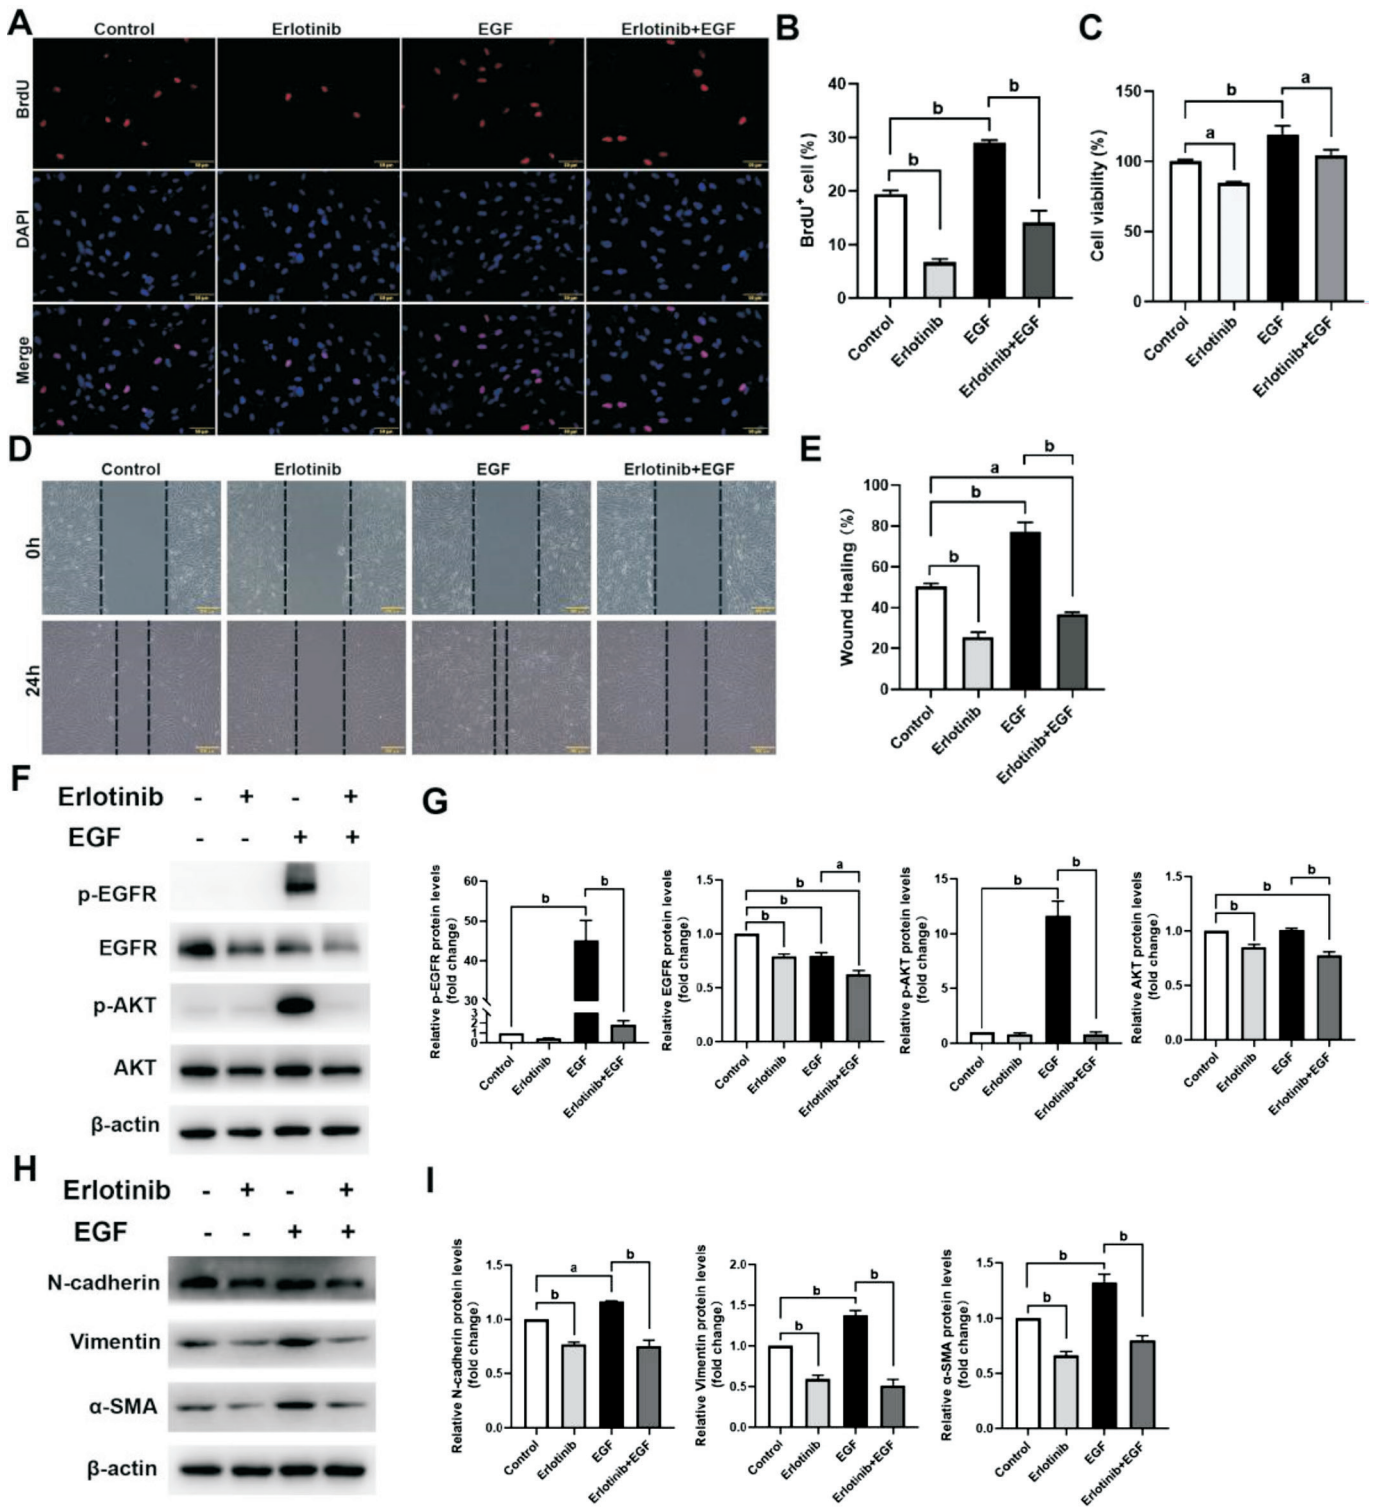 A
Control Erlotinib EGF Erlotinib+EGF
BrdU
DAPI
Merge
B
BrdU+ cell (%)
40
30
20
10
0
b
b
b
Control
Erlotinib
EGF
Erlotinib+EGF
C
Cell viability (%)
150
100
50
0
a
b
a
Control
Erlotinib
EGF
Erlotinib+EGF
D
Control Erlotinib EGF Erlotinib+EGF
0h
24h
E
Wound Healing (%)
100
80
60
40
20
0
b
a
b
b
Control
Erlotinib
EGF
Erlotinib+EGF
F
Erlotinib - + - +
EGF - - + +
p-EGFR
EGFR
p-AKT
AKT
β-actin
G
Relative p-EGFR protein levels
(fold change)
60
50
40
30
3
2
1
0
b
b
Control
Erlotinib
EGF
Erlotinib+EGF
Relative EGFR protein levels
(fold change)
1.5
1.0
0.5
0.0
a
b
b
b
Control
Erlotinib
EGF
Erlotinib+EGF
Relative p-AKT protein levels
(fold change)
15
10
5
0
b
b
Control
Erlotinib
EGF
Erlotinib+EGF
Relative AKT protein levels
(fold change)
1.5
1.0
0.5
0.0
b
b
b
Control
Erlotinib
EGF
Erlotinib+EGF
H
Erlotinib - + - +
EGF - - + +
N-cadherin
Vimentin
α-SMA
β-actin
I
Relative N-cadherin protein levels
(fold change)
1.5
1.0
0.5
0.0
b
a
b
Control
Erlotinib
EGF
Erlotinib+EGF
Relative Vimentin protein levels
(fold change)
2.0
1.5
1.0
0.5
0.0
b
b
b
Control
Erlotinib
EGF
Erlotinib+EGF
Relative α-SMA protein levels
(fold change)
1.5
1.0
0.5
0.0
b
b
b
Control
Erlotinib
EGF
Erlotinib+EGF